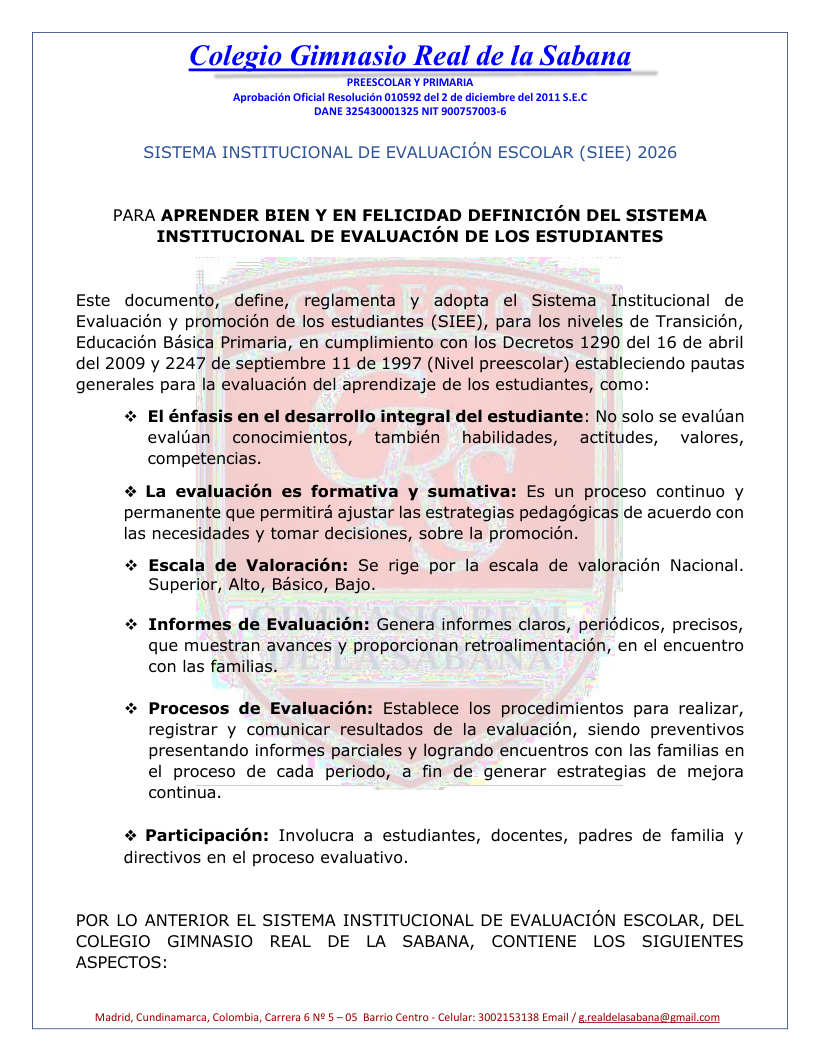 Colegio Gimnasio Real de la Sabana
PREESCOLAR Y PRIMARIA
Aprobación Oficial Resolución 010592 del 2 de diciembre del 2011 S.E.C
DANE 325430001325 NIT 900757003-6
SISTEMA INSTITUCIONAL DE EVALUACIÓN ESCOLAR (SIEE) 2026
PARA APRENDER BIEN Y EN FELICIDAD DEFINICIÓN DEL SISTEMA
INSTITUCIONAL DE EVALUACIÓN DE LOS ESTUDIANTES
Este documento, define, reglamenta y adopta el Sistema Institucional de
Evaluación y promoción de los estudiantes (SIEE), para los niveles de Transición,
Educación Básica Primaria, en cumplimiento con los Decretos 1290 del 16 de abril
del 2009 y 2247 de septiembre 11 de 1997 (Nivel preescolar) estableciendo pautas
generales para la evaluación del aprendizaje de los estudiantes, como:
❖ El énfasis en el desarrollo integral del estudiante: No solo se evalúan
evalúan conocimientos, también habilidades, actitudes, valores,
competencias.
❖ La evaluación es formativa y sumativa: Es un proceso continuo y
permanente que permitirá ajustar las estrategias pedagógicas de acuerdo con
las necesidades y tomar decisiones, sobre la promoción.
❖ Escala de Valoración: Se rige por la escala de valoración Nacional.
Superior, Alto, Básico, Bajo.
❖ Informes de Evaluación: Genera informes claros, periódicos, precisos,
que muestran avances y proporcionan retroalimentación, en el encuentro
con las familias.
❖ Procesos de Evaluación: Establece los procedimientos para realizar,
registrar y comunicar resultados de la evaluación, siendo preventivos
presentando informes parciales y logrando encuentros con las familias en
el proceso de cada periodo, a fin de generar estrategias de mejora
continua.
❖ Participación: Involucra a estudiantes, docentes, padres de familia y
directivos en el proceso evaluativo.
POR LO ANTERIOR EL SISTEMA INSTITUCIONAL DE EVALUACIÓN ESCOLAR, DEL
COLEGIO GIMNASIO REAL DE LA SABANA, CONTIENE LOS SIGUIENTES
ASPECTOS:
Madrid, Cundinamarca, Colombia, Carrera 6 Nº 5 – 05 Barrio Centro - Celular: 3002153138 Email / g.realdelasabana@gmail.com
COLEGIO
GRS
GIMNASIO REAL
DE LA SABANA